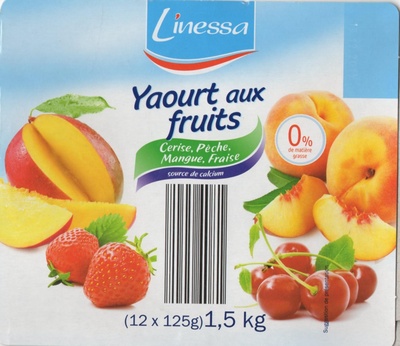 Linessa
Yaourt aux
fruits
Cerise, Pêche,
Mangue, Fraise
source de calcium
0%
de matière
grasse
(12 x 125g) 1,5 kg